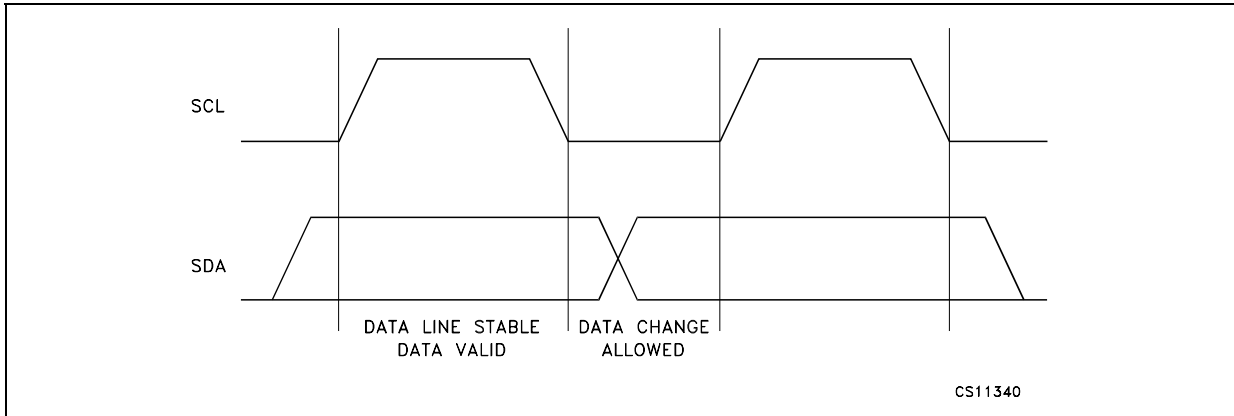 SCL
SDA
DATA LINE STABLE
DATA VALID
DATA CHANGE
ALLOWED
CS11340